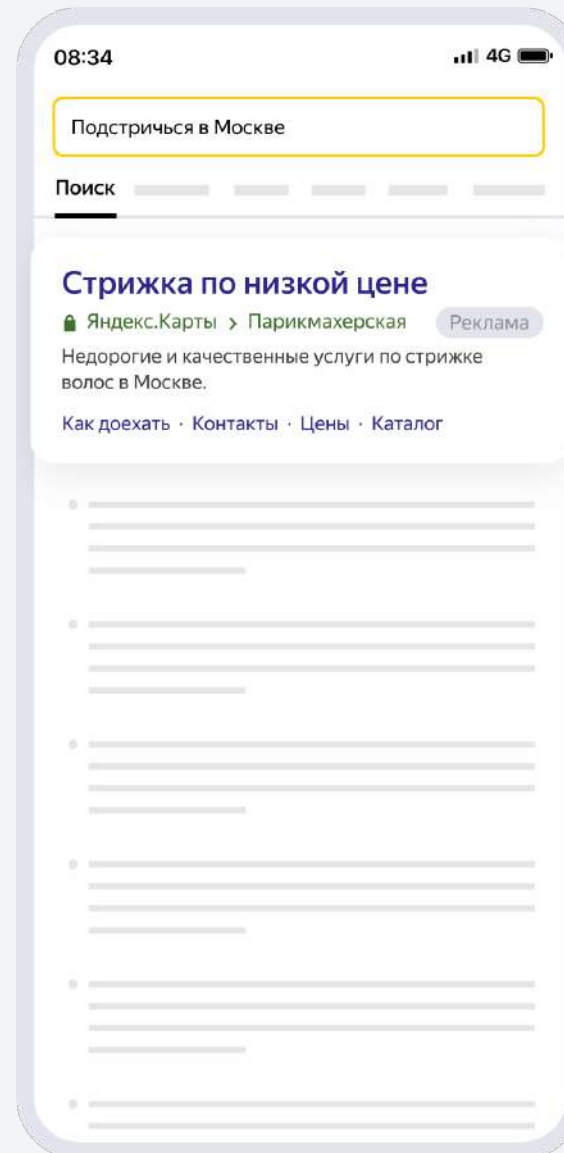 08:34 4G
Подстричься в Москве
Поиск
Стрижка по низкой цене
Яндекс.Карты › Парикмахерская Реклама
Недорогие и качественные услуги по стрижке
волос в Москве.
Как доехать · Контакты · Цены · Каталог